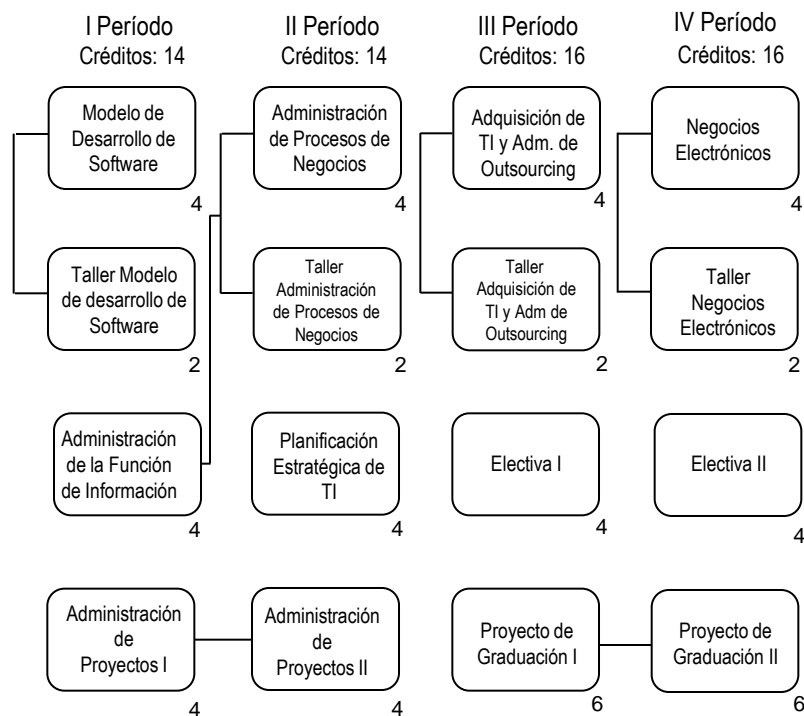 I Período
Créditos: 14
II Período
Créditos: 14
III Período
Créditos: 16
IV Período
Créditos: 16
Modelo de
Desarrollo de
Software
4
Administración
de Procesos de
Negocios
4
Adquisición de
TI y Adm. de
Outsourcing
4
Negocios
Electrónicos
4
Taller Modelo
de desarrollo de
Software
2
Taller
Administración
de Procesos de
Negocios
2
Taller
Adquisición de
TI y Adm de
Outsourcing
2
Taller
Negocios
Electrónicos
2
Administración
de la Función
de Información
4
Planificación
Estratégica de
TI
4
Electiva I
4
Electiva II
4
Administración
de
Proyectos I
4
Administración
de
Proyectos II
4
Proyecto de
Graduación I
6
Proyecto de
Graduación II
6